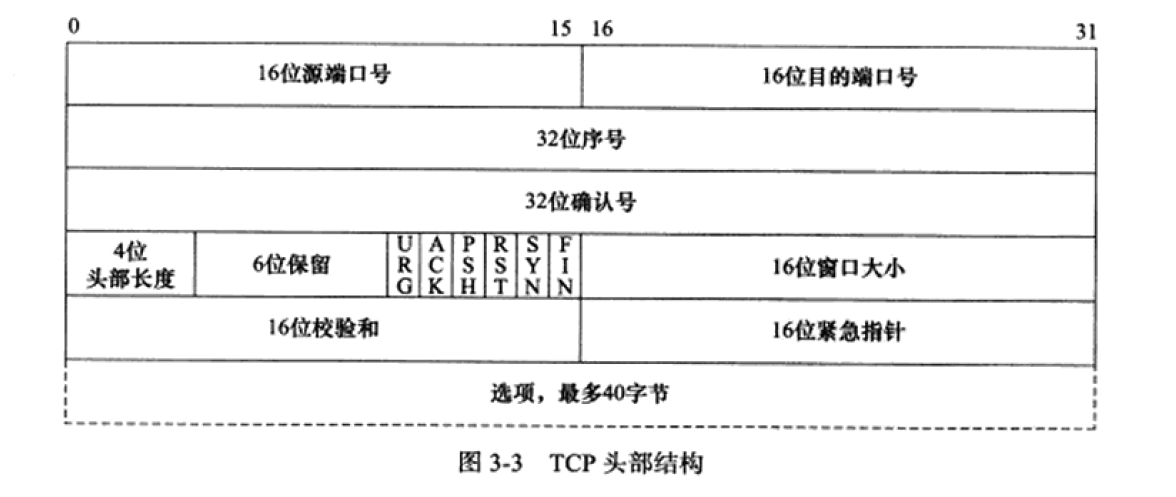 0 15 16 31
16位源端口号 16位目的端口号
32位序号
32位确认号
4位
头部长度
6位保留
URG
ACK
PSH
RST
SYN
FIN
16位窗口大小
16位校验和 16位紧急指针
选项，最多40字节
图 3-3 TCP 头部结构